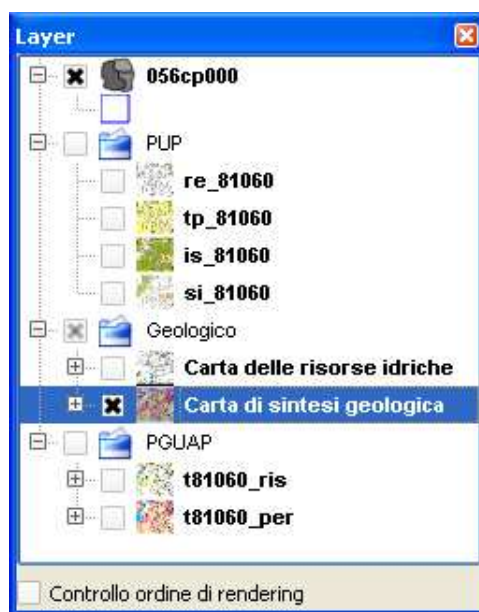 Layer
056cp000
PUP
re_81060
tp_81060
is_81060
si_81060
Geologico
Carta delle risorse idriche
Carta di sintesi geologica
PGUAP
t81060_ris
t81060_per
Controllo ordine di rendering